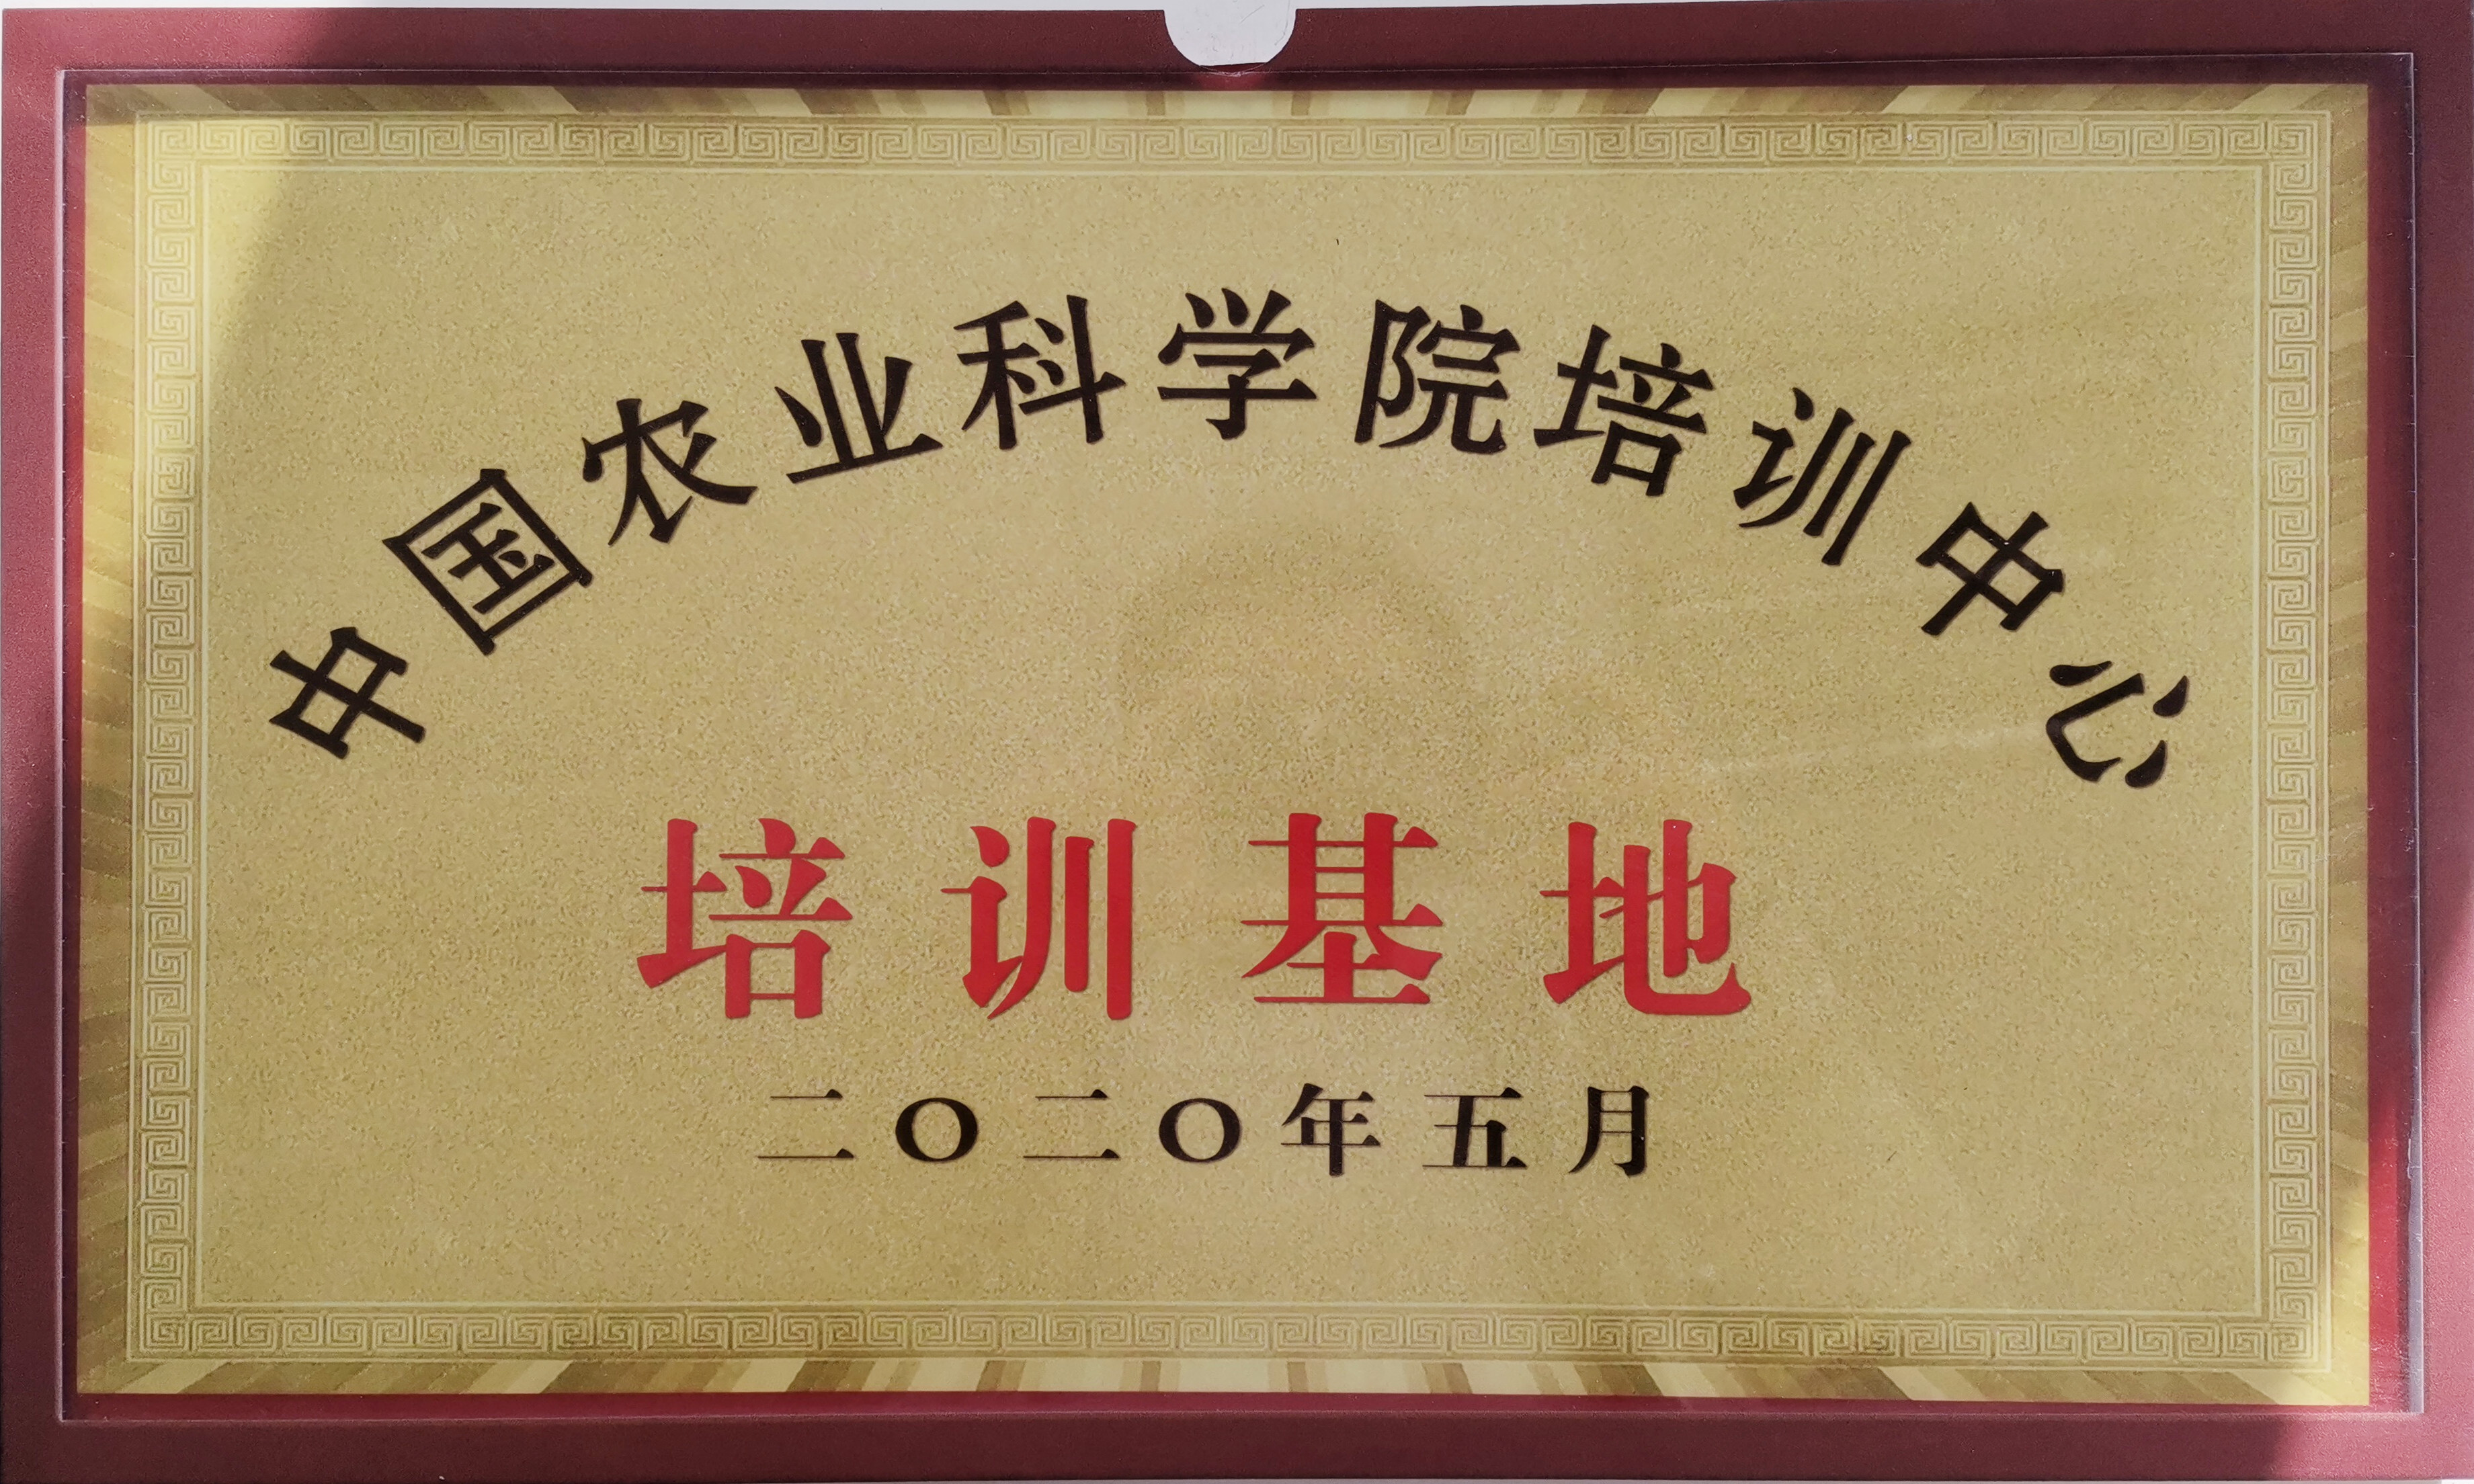 中国农业科学院培训中心
培训基地
二〇二〇年五月